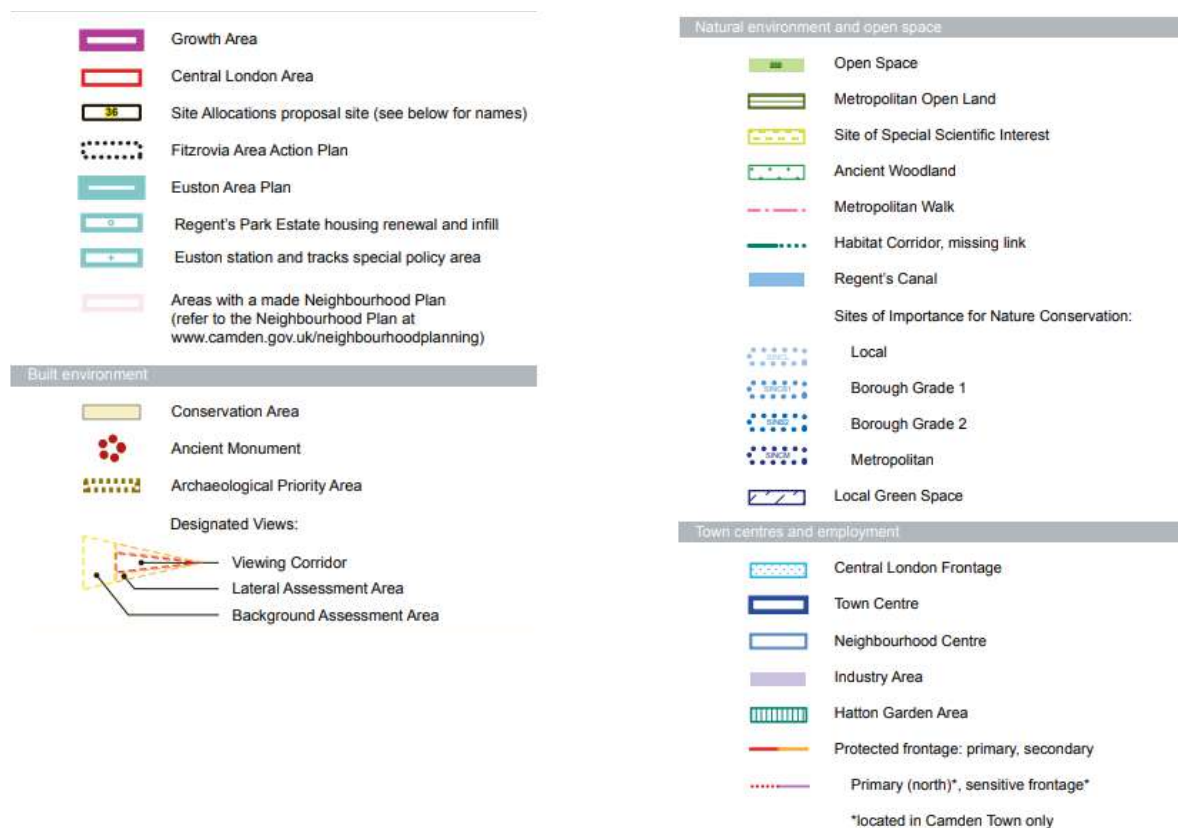 Growth Area
Central London Area
36
Site Allocations proposal site (see below for names)
Fitzrovia Area Action Plan
Euston Area Plan
Regent's Park Estate housing renewal and infill
Euston station and tracks special policy area
Areas with a made Neighbourhood Plan
(refer to the Neighbourhood Plan at
www.camden.gov.uk/neighbourhoodplanning)
Built environment
Conservation Area
Ancient Monument
Archaeological Priority Area
Designated Views:
Viewing Corridor
Lateral Assessment Area
Background Assessment Area
Natural environment and open space
Open Space
Metropolitan Open Land
Site of Special Scientific Interest
Ancient Woodland
Metropolitan Walk
Habitat Corridor, missing link
Regent's Canal
Sites of Importance for Nature Conservation:
Local
Borough Grade 1
Borough Grade 2
SINCM
Metropolitan
Local Green Space
Town centres and employment
Central London Frontage
Town Centre
Neighbourhood Centre
Industry Area
Hatton Garden Area
Protected frontage: primary, secondary
Primary (north)*, sensitive frontage*
*located in Camden Town only